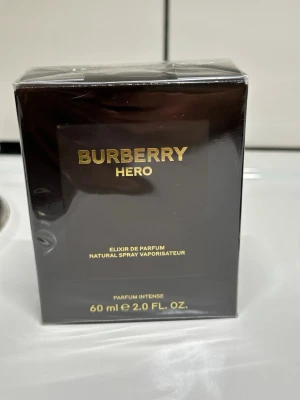 BURBERRY
HERO
ELIXIR DE PARFUM
NATURAL SPRAY VAPORISATEUR
PARFUM INTENSE
60 ml ℮ 2.0 FL. OZ.